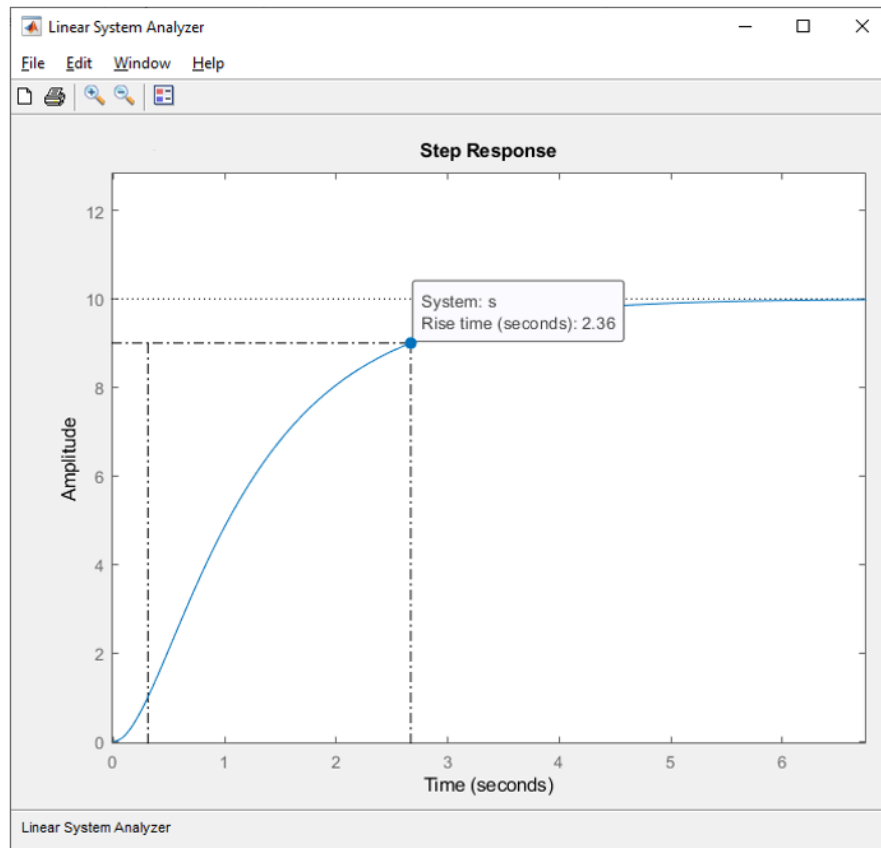 Linear System Analyzer
File Edit Window Help
Step Response
12
10
8
6
4
2
0
Amplitude
System: s
Rise time (seconds): 2.36
0 1 2 3 4 5 6
Time (seconds)
Linear System Analyzer